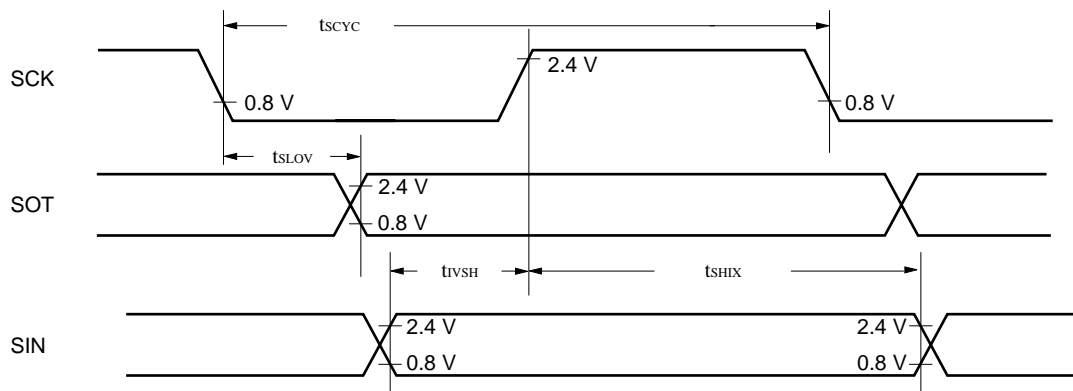 tSCYC
SCK
2.4 V
0.8 V
0.8 V
tSLOV
SOT
2.4 V
0.8 V
tIVSH
tSHIX
SIN
2.4 V
2.4 V
0.8 V
0.8 V